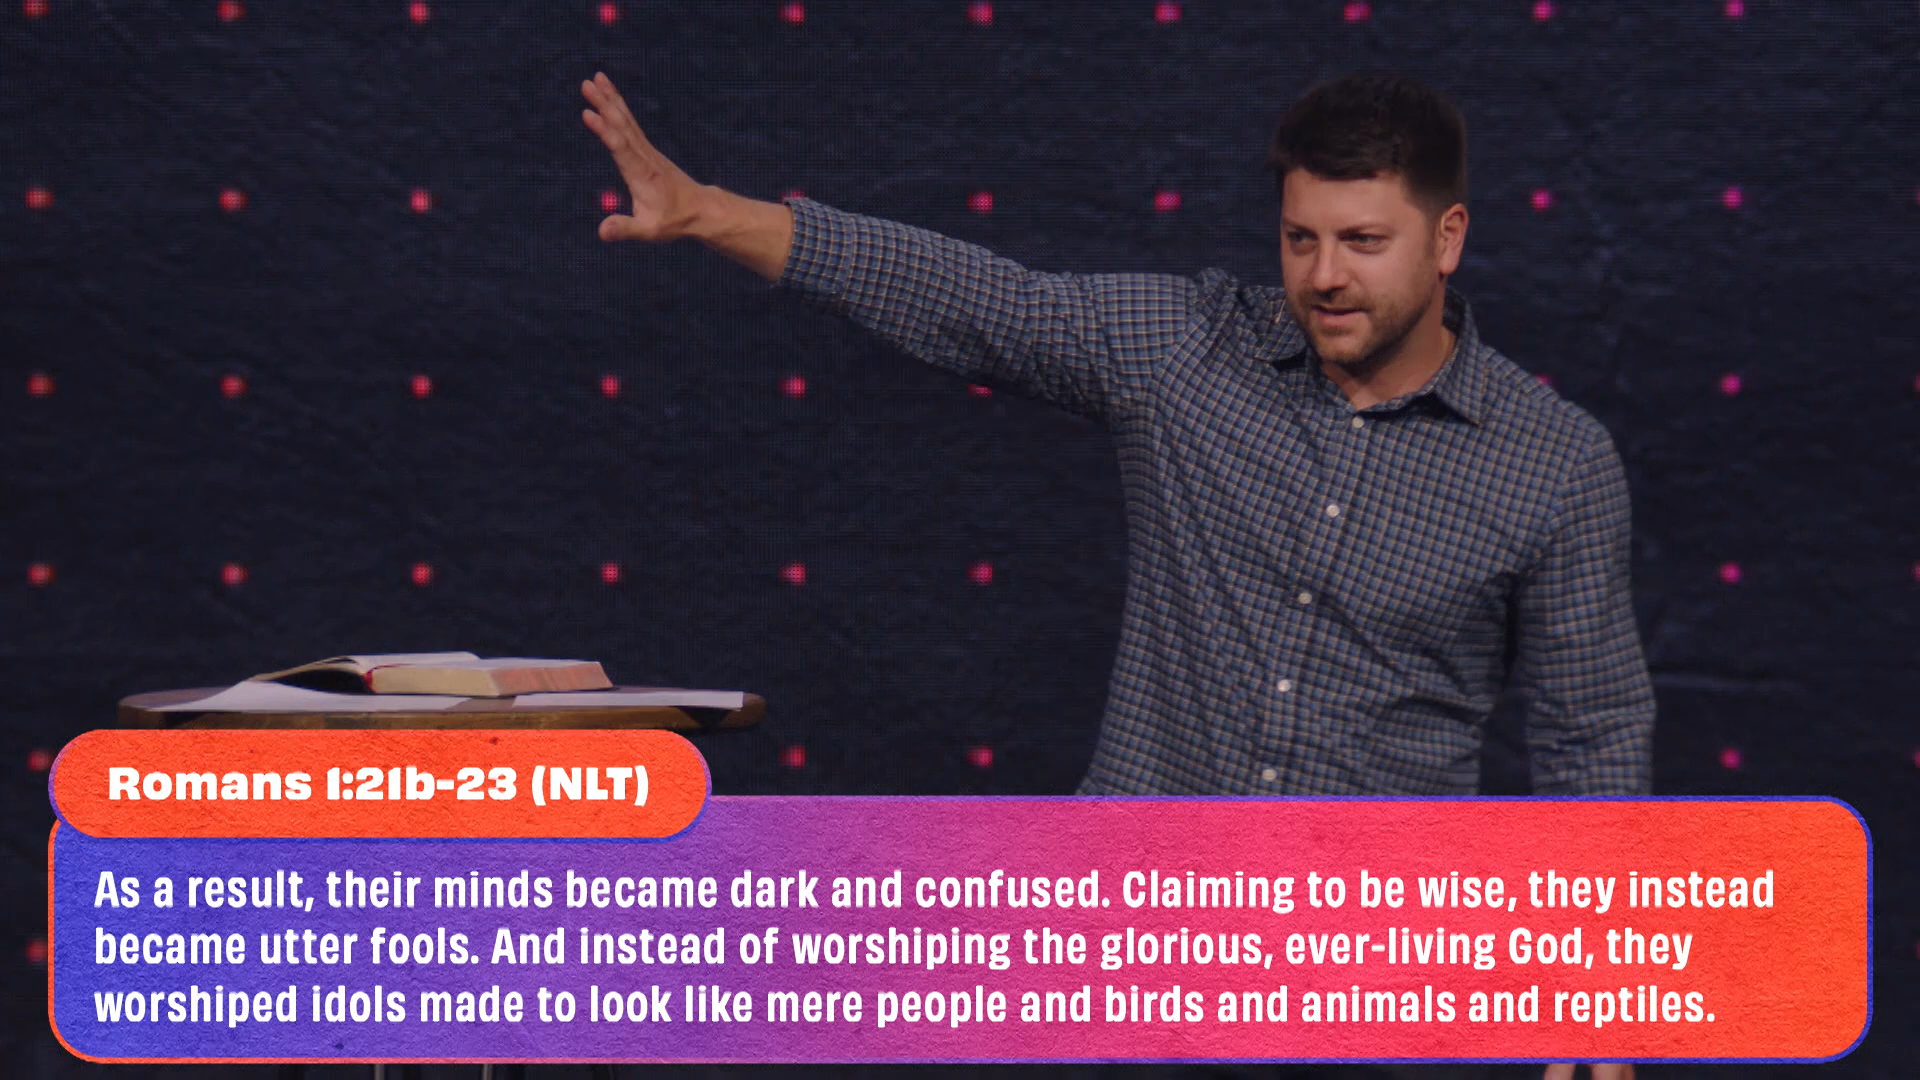 Romans 1:21b-23 (NLT)
As a result, their minds became dark and confused. Claiming to be wise, they instead
became utter fools. And instead of worshiping the glorious, ever-living God, they
worshiped idols made to look like mere people and birds and animals and reptiles.